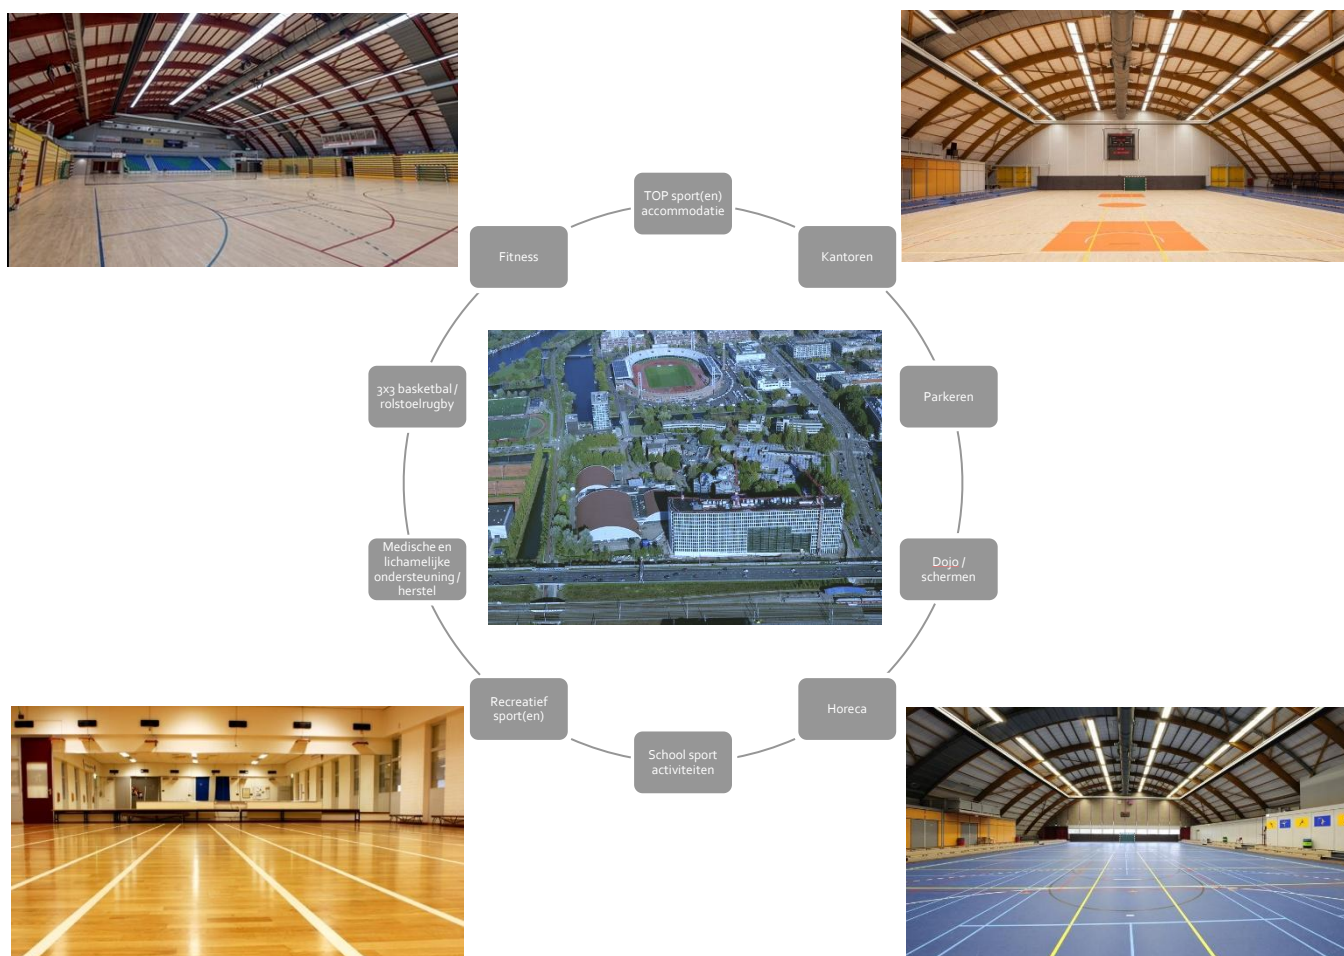 TOP sport(en)
accommodatie
Kantoren
Parkeren
Dojo /
schermen
Horeca
School sport
activiteiten
Recreatief
sport(en)
Medische en
lichamelijke
ondersteuning /
herstel
3x3 basketbal /
rolstoelrugby
Fitness